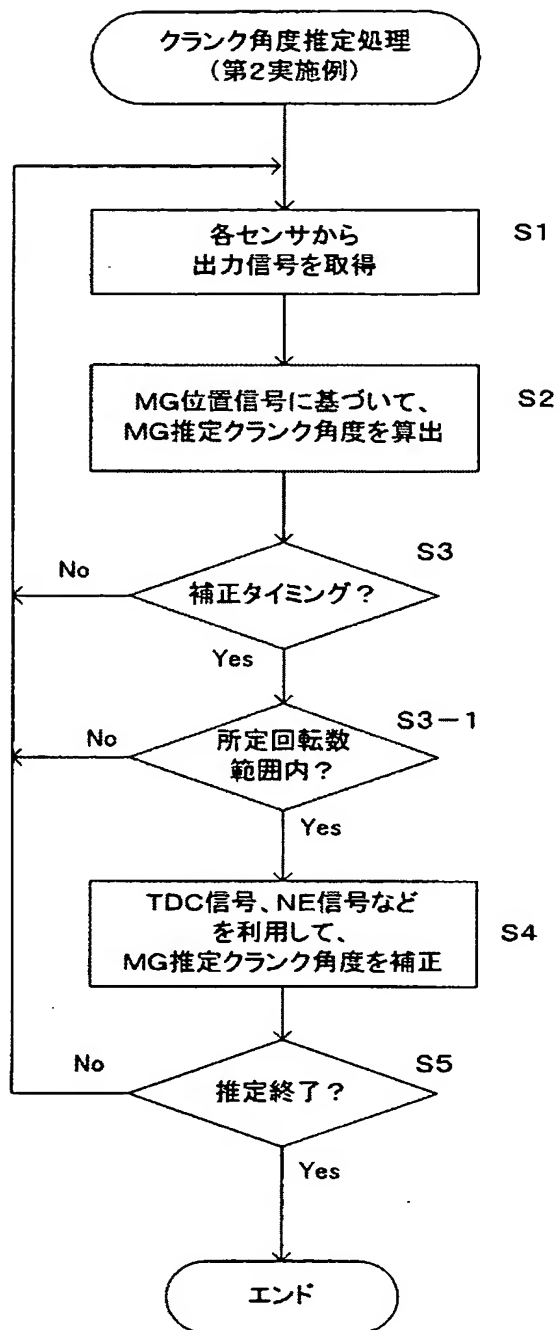 クランク角度推定処理
(第2実施例)
各センサから
出力信号を取得
S1
MG位置信号に基づいて、
MG推定クランク角度を算出
S2
S3
No
補正タイミング?
Yes
S3-1
No
所定回転数
範囲内?
Yes
TDC信号、NE信号など
を利用して、
MG推定クランク角度を補正
S4
No
S5
推定終了?
Yes
エンド